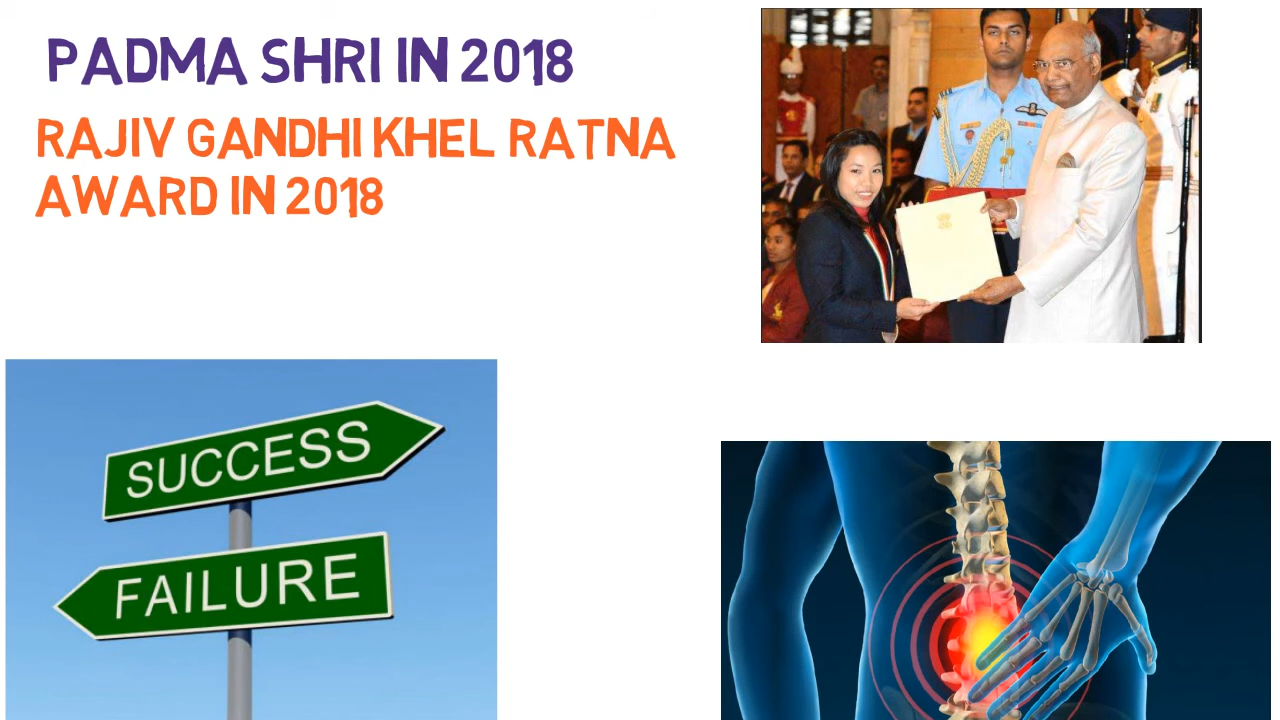 PADMA SHRI IN 2018
RAJIV GANDHI KHEL RATNA
AWARD IN 2018
SUCCESS
FAILURE